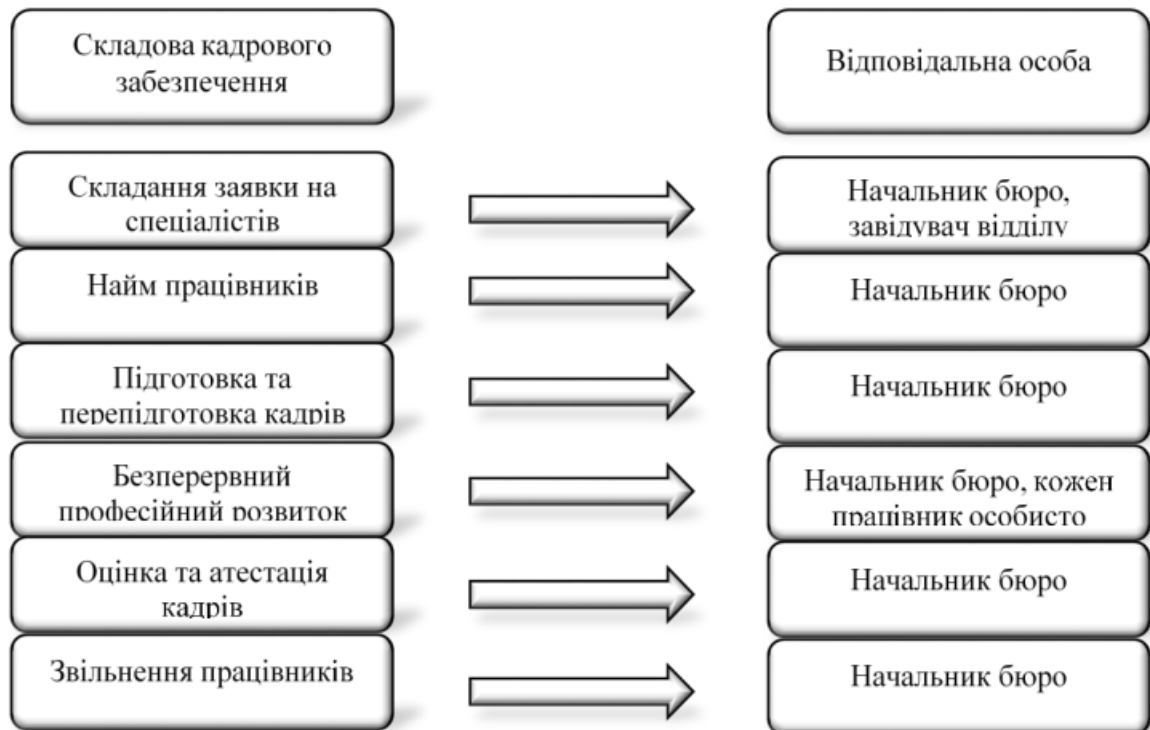 Складова кадрового
забезпечення
Відповідальна особа
Складання заявки на
спеціалістів
Начальник бюро,
завідувач відділу
Найм працівників
Начальник бюро
Підготовка та
перепідготовка кадрів
Начальник бюро
Безперервний
професійний розвиток
Начальник бюро, кожен
працівник особисто
Оцінка та атестація
кадрів
Начальник бюро
Звільнення працівників
Начальник бюро